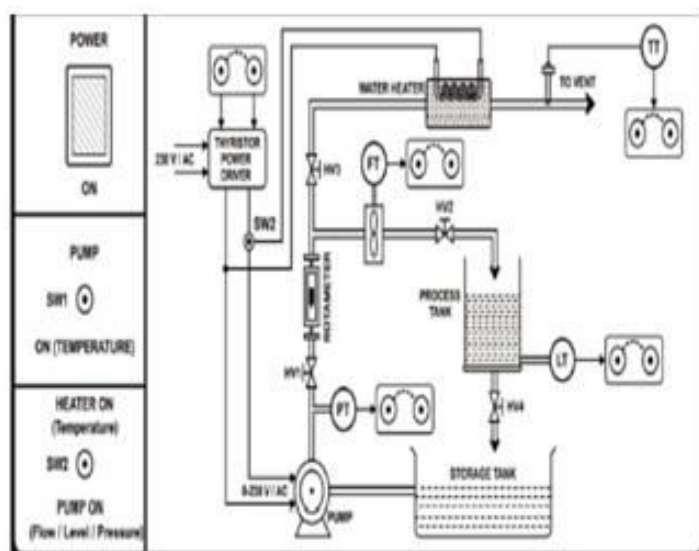 POWER
ON
PUMP
SW1
ON (TEMPERATURE)
HEATER ON
(Temperature)
SW2
PUMP ON
(Flow / Level / Pressure)
230 V / AC
THYRISTOR
POWER
DRIVER
SW2
WATER HEATER
TO VENT
TT
HV3
FT
HV2
ROTAMETER
PROCESS
TANK
HV1
LT
PT
HV4
0-230 V / AC
PUMP
STORAGE TANK